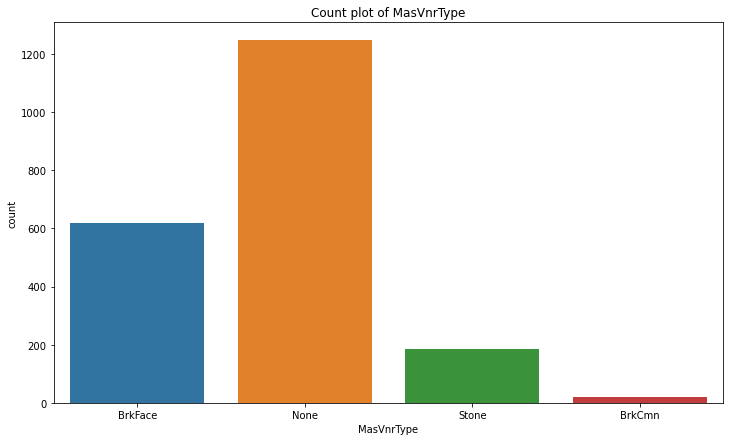 Count plot of MasVnrType
count
1200
1000
800
600
400
200
0
BrkFace None Stone BrkCmn
MasVnrType